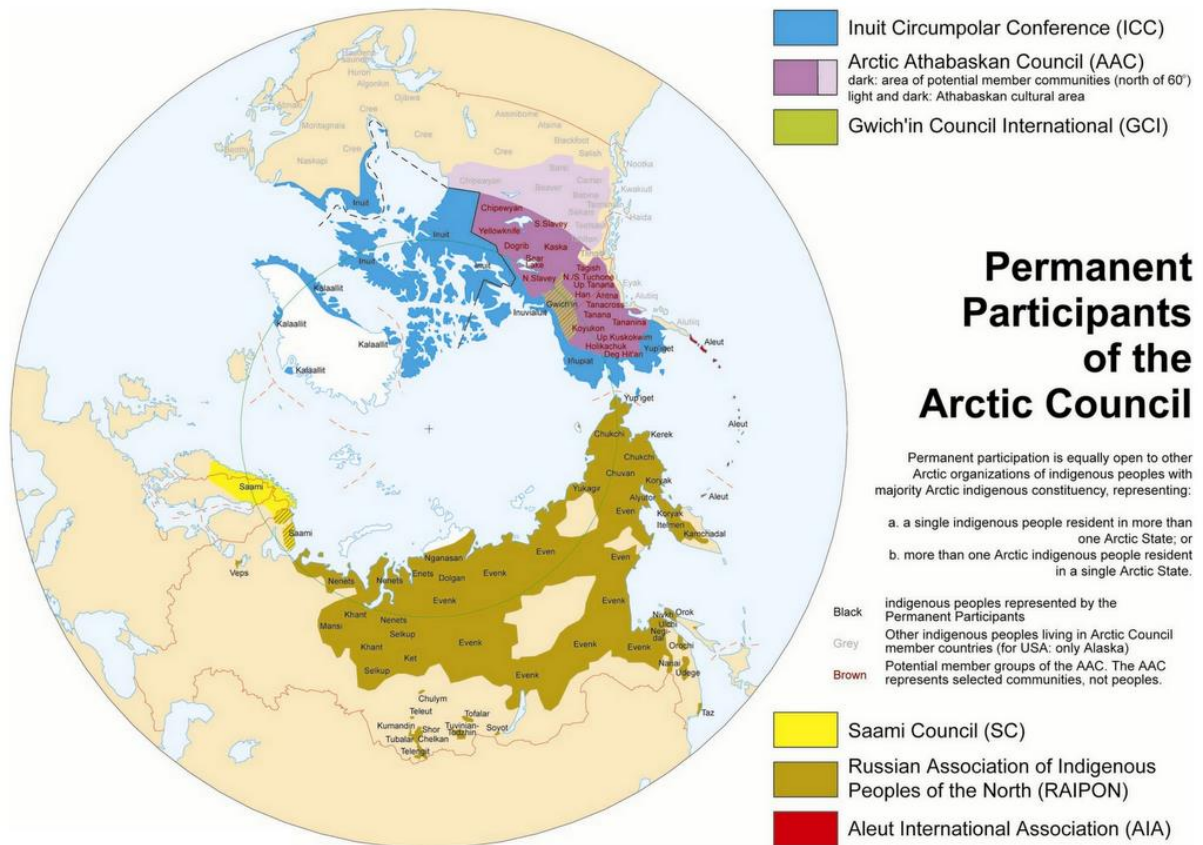 Inuit Circumpolar Conference (ICC)
Arctic Athabaskan Council (AAC)
dark: area of potential member communities (north of 60°)
light and dark: Athabaskan cultural area
Gwich'in Council International (GCI)
Permanent
Participants
of the
Arctic Council
Permanent participation is equally open to other
Arctic organizations of indigenous peoples with
majority Arctic indigenous constituency, representing:
a. a single indigenous people resident in more than
one Arctic State; or
b. more than one Arctic indigenous people resident
in a single Arctic State.
Black
indigenous peoples represented by the
Permanent Participants
Grey
Other indigenous peoples living in Arctic Council
member countries (for USA: only Alaska)
Brown
Potential member groups of the AAC. The AAC
represents selected communities, not peoples.
Saami Council (SC)
Russian Association of Indigenous
Peoples of the North (RAIPON)
Aleut International Association (AIA)
Huron
Algonkin
Ojibwa
Cree
Montagnais
Cree
Naskapi
Cree
Assiniboine
Atsina
Blackfoot
Cree
Salish
Nootka
Sarsi
Chipewyan
Beaver
Carrier
Kwakiutl
Babine
Sekani
Haida
Inuit
Inuit
Inuit
Inuit
Chipewyan
Yellowknife
S.Slavey
Dogrib
Kaska
Bear
Lake
N.Slavey
Tagish
N./S.Tuchone
Up Tanana
Han
Ahtna
Tanacross
Tanana
Tananina
Koyukon
Up Kuskokwim
Holikachuk
Deg Hit'an
Gwich'in
Inuvialuit
Iñupiat
Yup'iget
Eyak
Alutiiq
Alutiiq
Aleut
Kalaallit
Kalaallit
Kalaallit
Kalaallit
Yup'iget
Aleut
Aleut
Chukchi
Kerek
Chukchi
Chuvan
Koryak
Yukagir
Alyutor
Even
Koryak
Itelmen
Kamchadal
Saami
Saami
Veps
Nganasan
Even
Even
Nenets
Nenets
Enets
Dolgan
Evenk
Evenk
Evenk
Khant
Mansi
Nenets
Selkup
Khant
Evenk
Evenk
Evenk
Ket
Selkup
Evenk
Nivkh
Orok
Ulchi
Neg-
dal
Orochi
Nanai
Udege
Taz
Chulym
Teleut
Tofalar
Kumandin
Shor
Tuvinian-
Todzhin
Soyot
Tubalar
Chelkan
Telengit